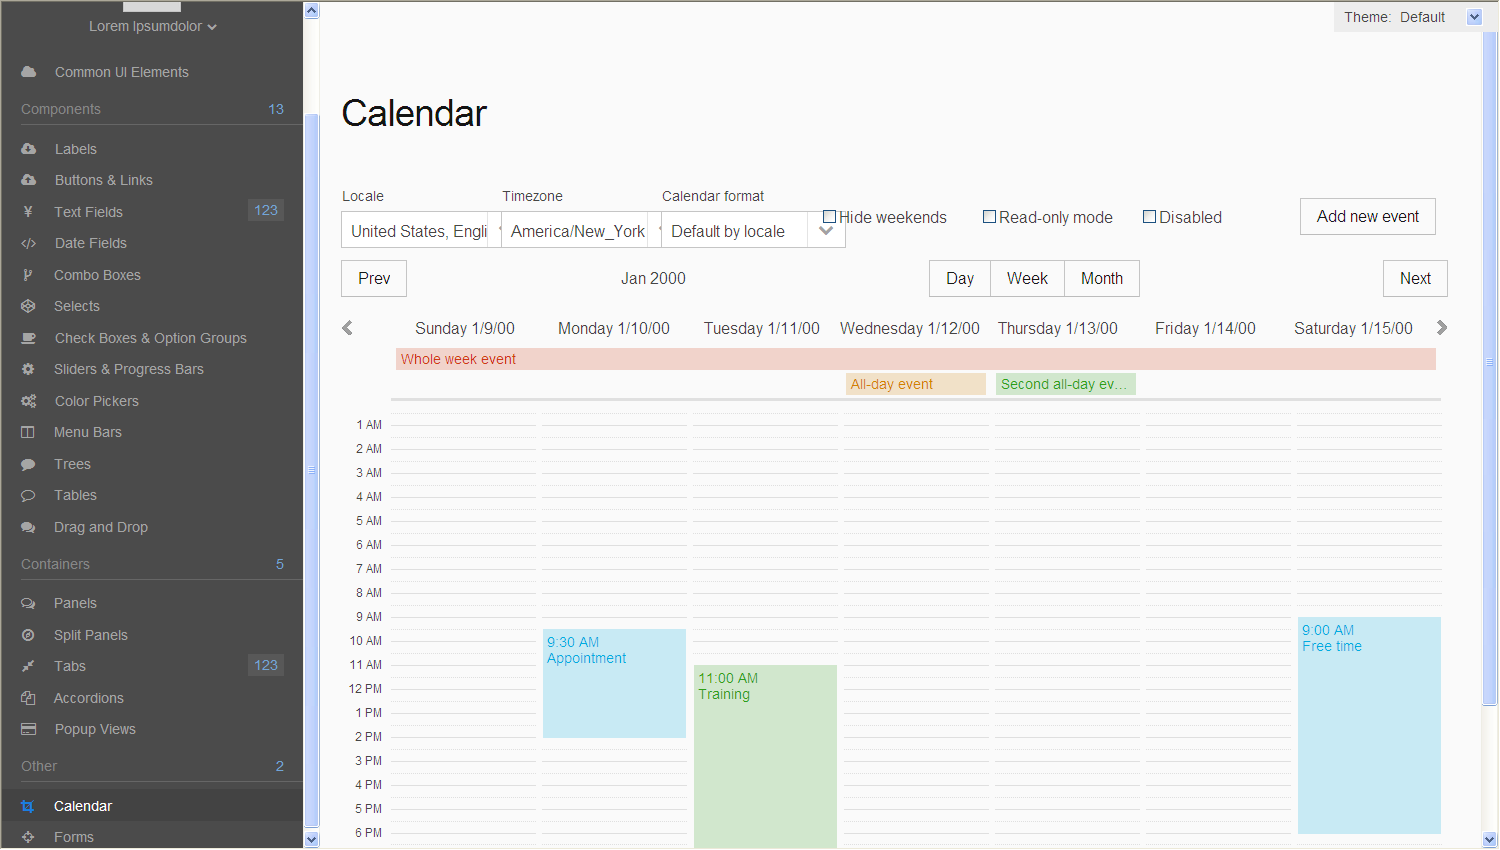 Lorem Ipsumdolor
Common UI Elements
Components 13
Labels
Buttons & Links
Text Fields 123
Date Fields
Combo Boxes
Selects
Check Boxes & Option Groups
Sliders & Progress Bars
Color Pickers
Menu Bars
Trees
Tables
Drag and Drop
Containers 5
Panels
Split Panels
Tabs 123
Accordions
Popup Views
Other 2
Calendar
Forms
Theme: Default
Calendar
Locale Timezone Calendar format
United States, Engli America/New_York Default by locale Hide weekends Read-only mode Disabled Add new event
Prev Jan 2000 Day Week Month Next
Sunday 1/9/00 Monday 1/10/00 Tuesday 1/11/00 Wednesday 1/12/00 Thursday 1/13/00 Friday 1/14/00 Saturday 1/15/00
Whole week event
All-day event Second all-day ev…
1 AM
2 AM
3 AM
4 AM
5 AM
6 AM
7 AM
8 AM
9 AM
10 AM
11 AM
12 PM
1 PM
2 PM
3 PM
4 PM
5 PM
6 PM
9:30 AM
Appointment
11:00 AM
Training
9:00 AM
Free time